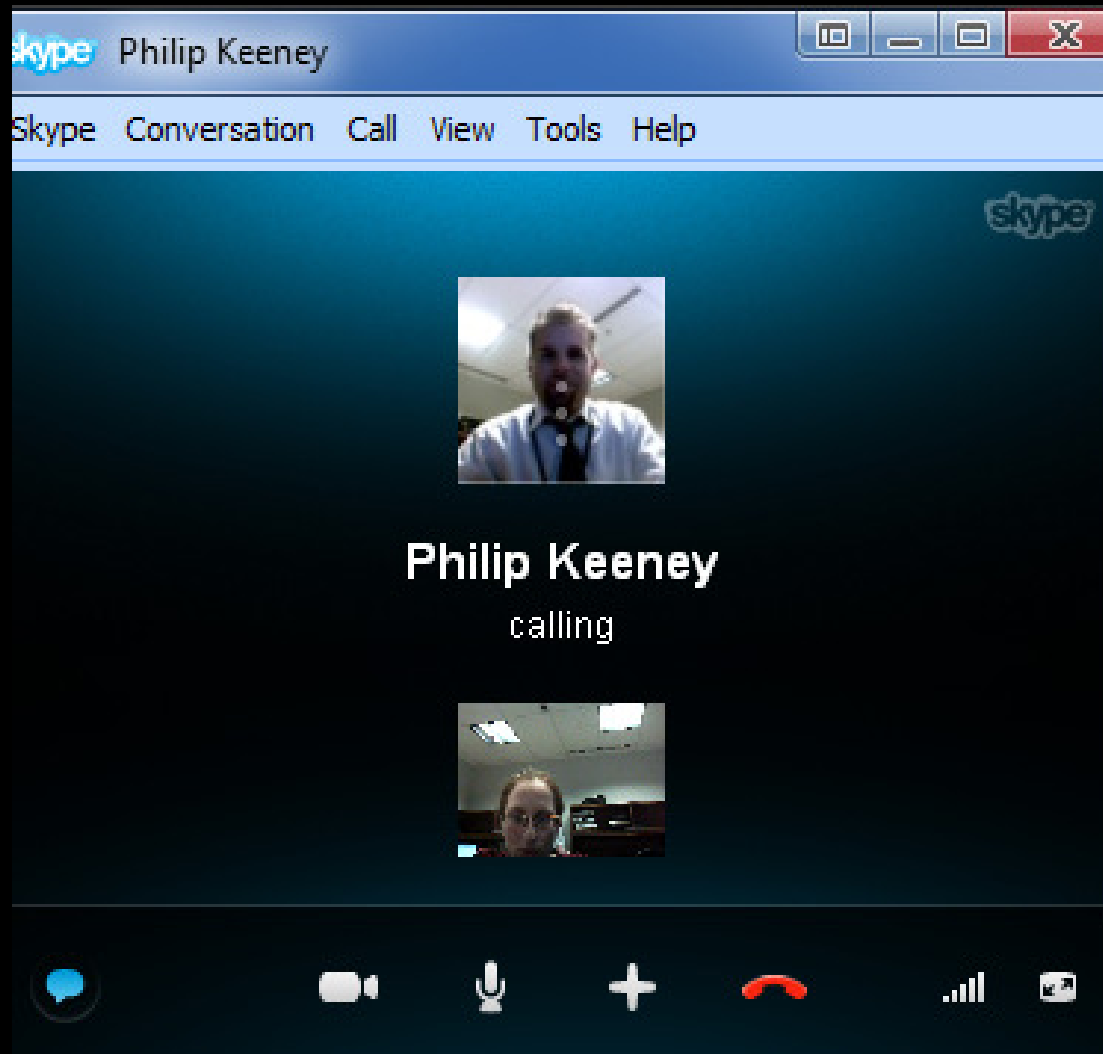 skype Philip Keeney
Skype Conversation Call View Tools Help
skype
Philip Keeney
calling